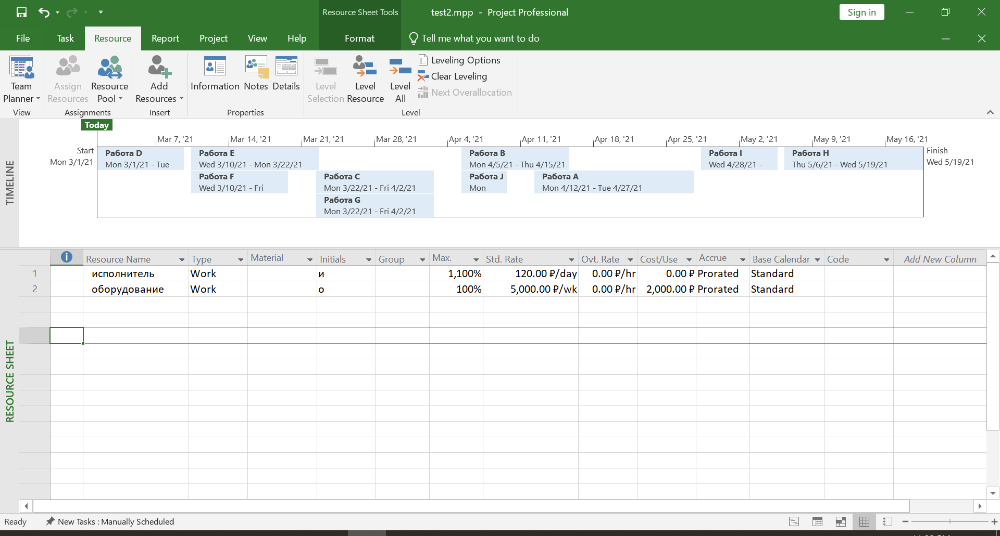 Resource Sheet Tools
test2.mpp - Project Professional
Sign in
File Task Resource Report Project View Help Format Tell me what you want to do
Team Planner
Assign Resources
Resource Pool
Add Resources
Information
Notes
Details
Level Selection
Level Resource
Level All
Leveling Options
Clear Leveling
Next Overallocation
View Assignments Insert Properties Level
Today
Mar 7, '21 Mar 14, '21 Mar 21, '21 Mar 28, '21 Apr 4, '21 Apr 11, '21 Apr 18, '21 Apr 25, '21 May 2, '21 May 9, '21 May 16, '21
TIMELINE
Start
Mon 3/1/21
Работа D
Mon 3/1/21 - Tue
Работа E
Wed 3/10/21 - Mon 3/22/21
Работа B
Mon 4/5/21 - Thu 4/15/21
Работа I
Wed 4/28/21 -
Работа H
Thu 5/6/21 - Wed 5/19/21
Finish
Wed 5/19/21
Работа F
Wed 3/10/21 - Fri
Работа C
Mon 3/22/21 - Fri 4/2/21
Работа J
Mon
Работа A
Mon 4/12/21 - Tue 4/27/21
Работа G
Mon 3/22/21 - Fri 4/2/21
RESOURCE SHEET
Resource Name Type Material Initials Group Max. Std. Rate Ovt. Rate Cost/Use Accrue Base Calendar Code Add New Column
1 исполнитель Work и 1,100% 120.00 ₽/day 0.00 ₽/hr 0.00 ₽ Prorated Standard
2 оборудование Work о 100% 5,000.00 ₽/wk 0.00 ₽/hr 2,000.00 ₽ Prorated Standard
Ready New Tasks : Manually Scheduled